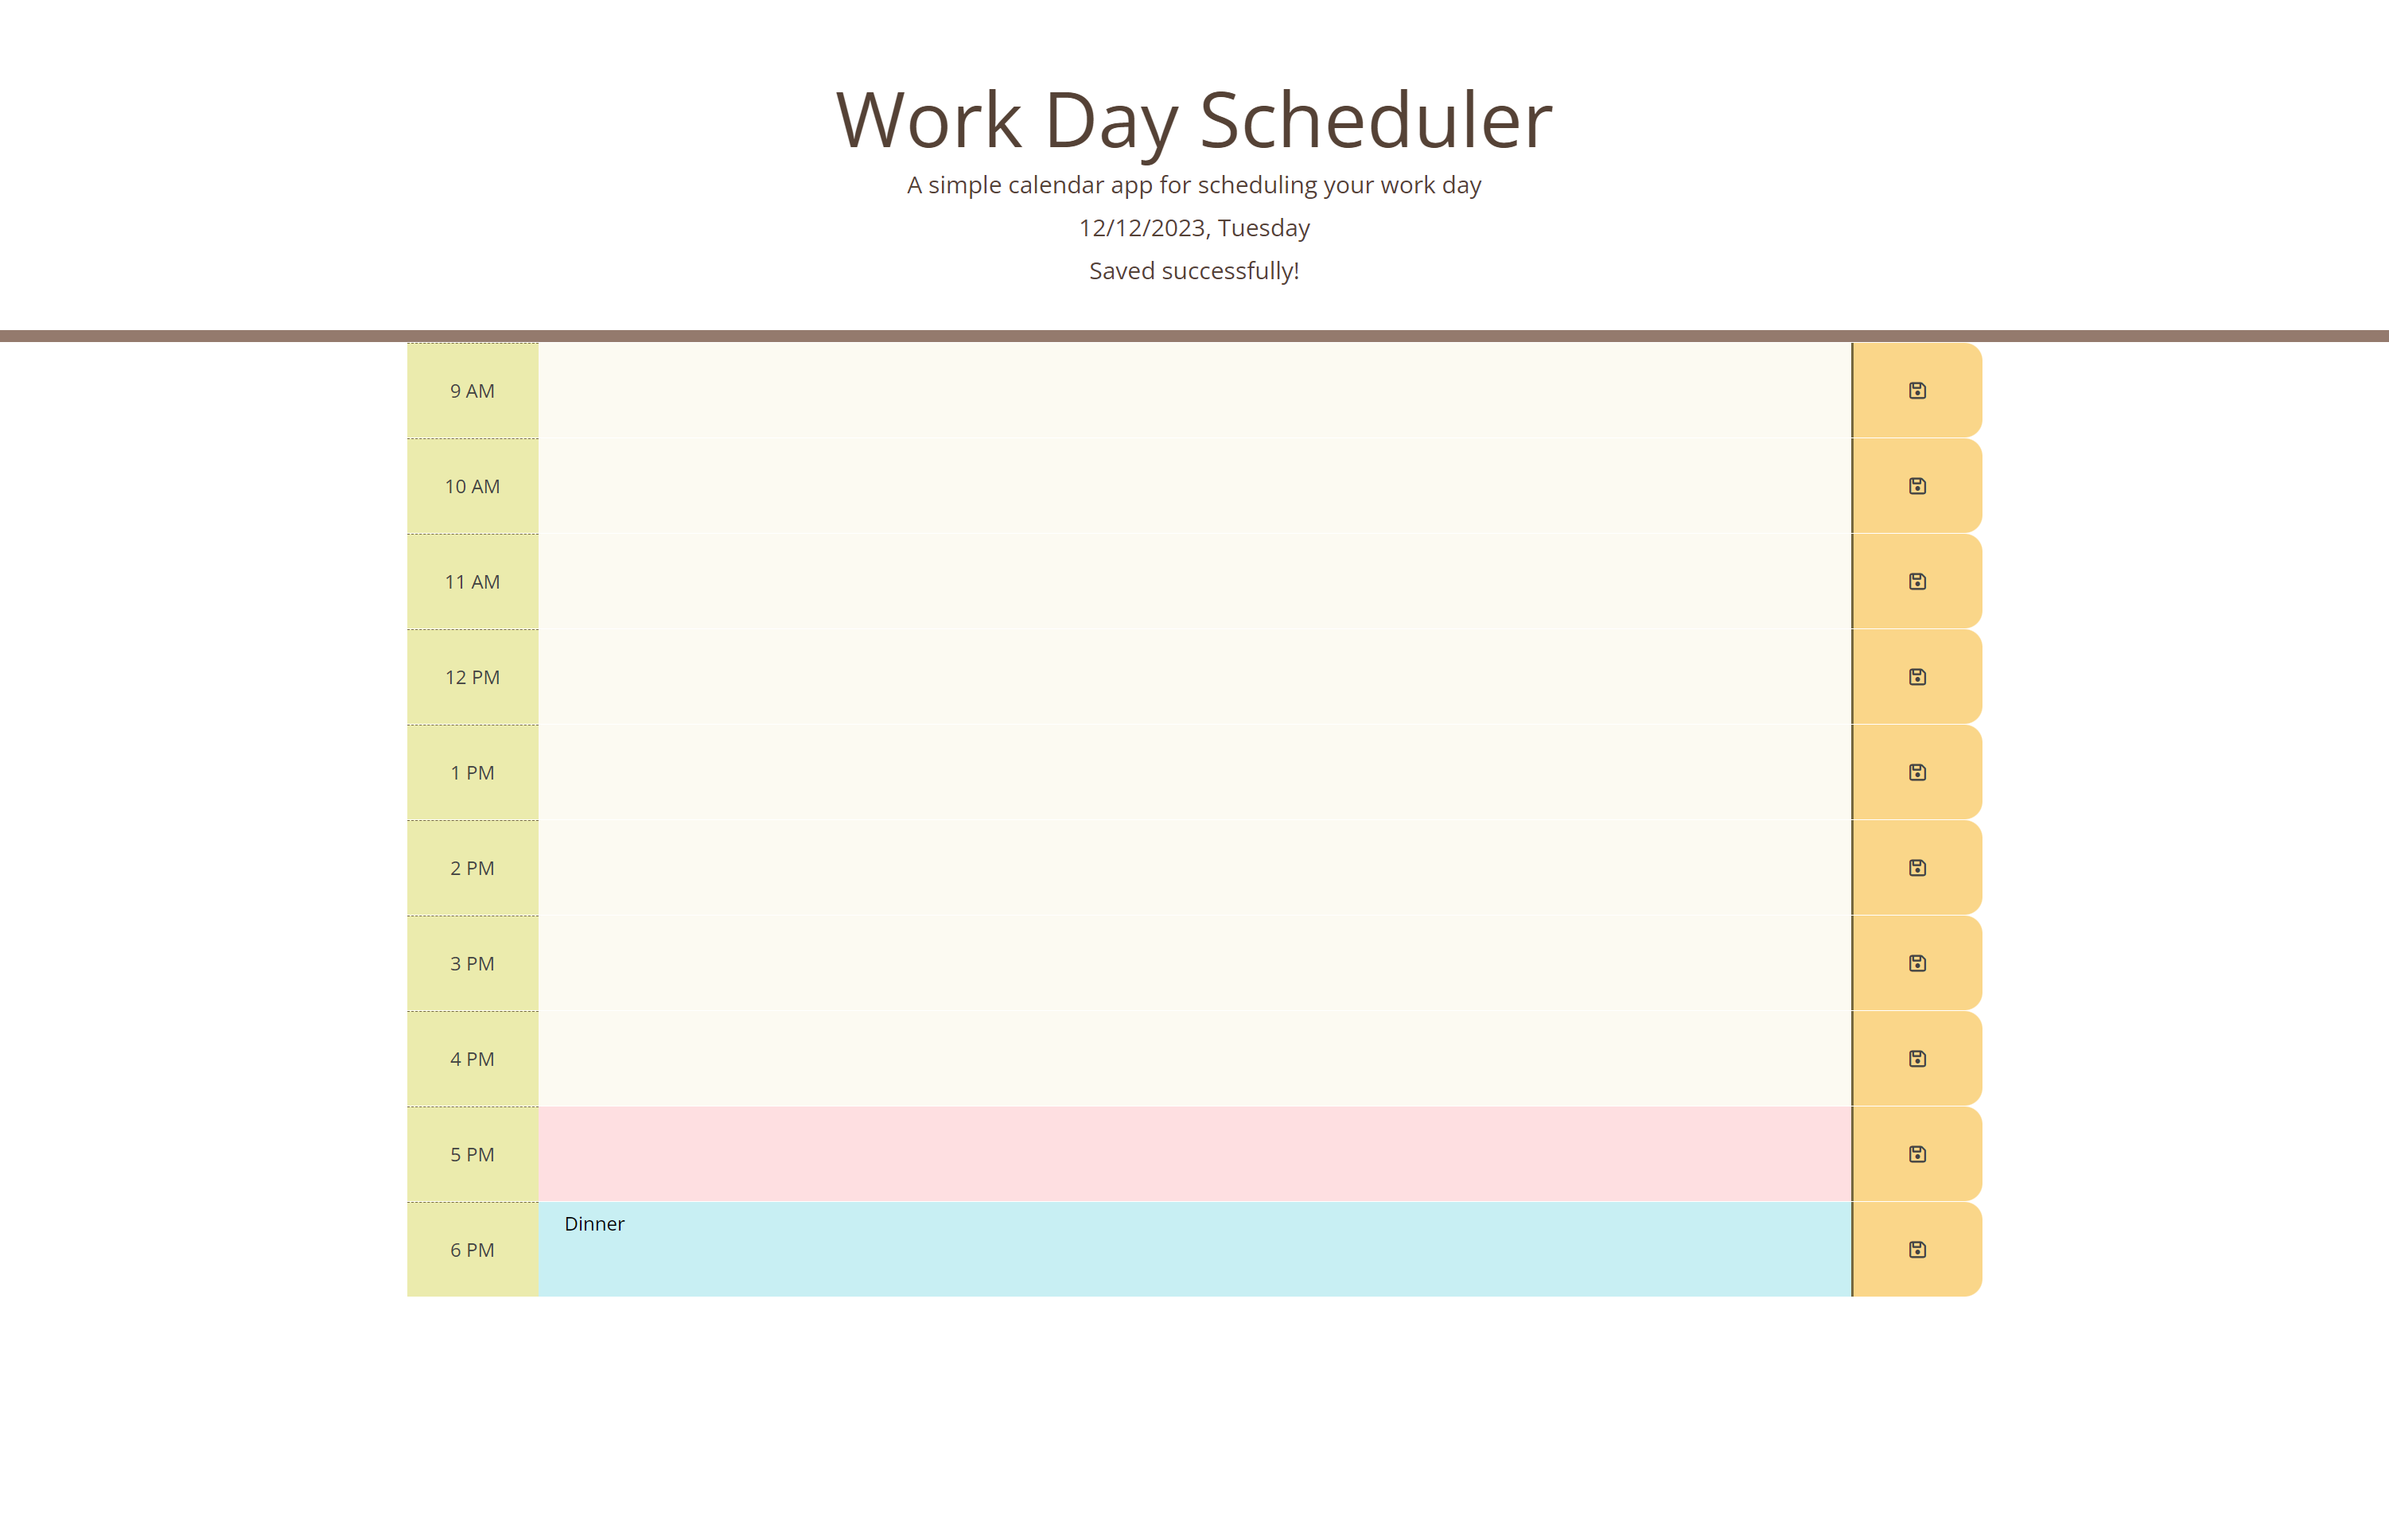 Work Day Scheduler
A simple calendar app for scheduling your work day
12/12/2023, Tuesday
Saved successfully!
9 AM
10 AM
11 AM
12 PM
1 PM
2 PM
3 PM
4 PM
5 PM
6 PM
Dinner